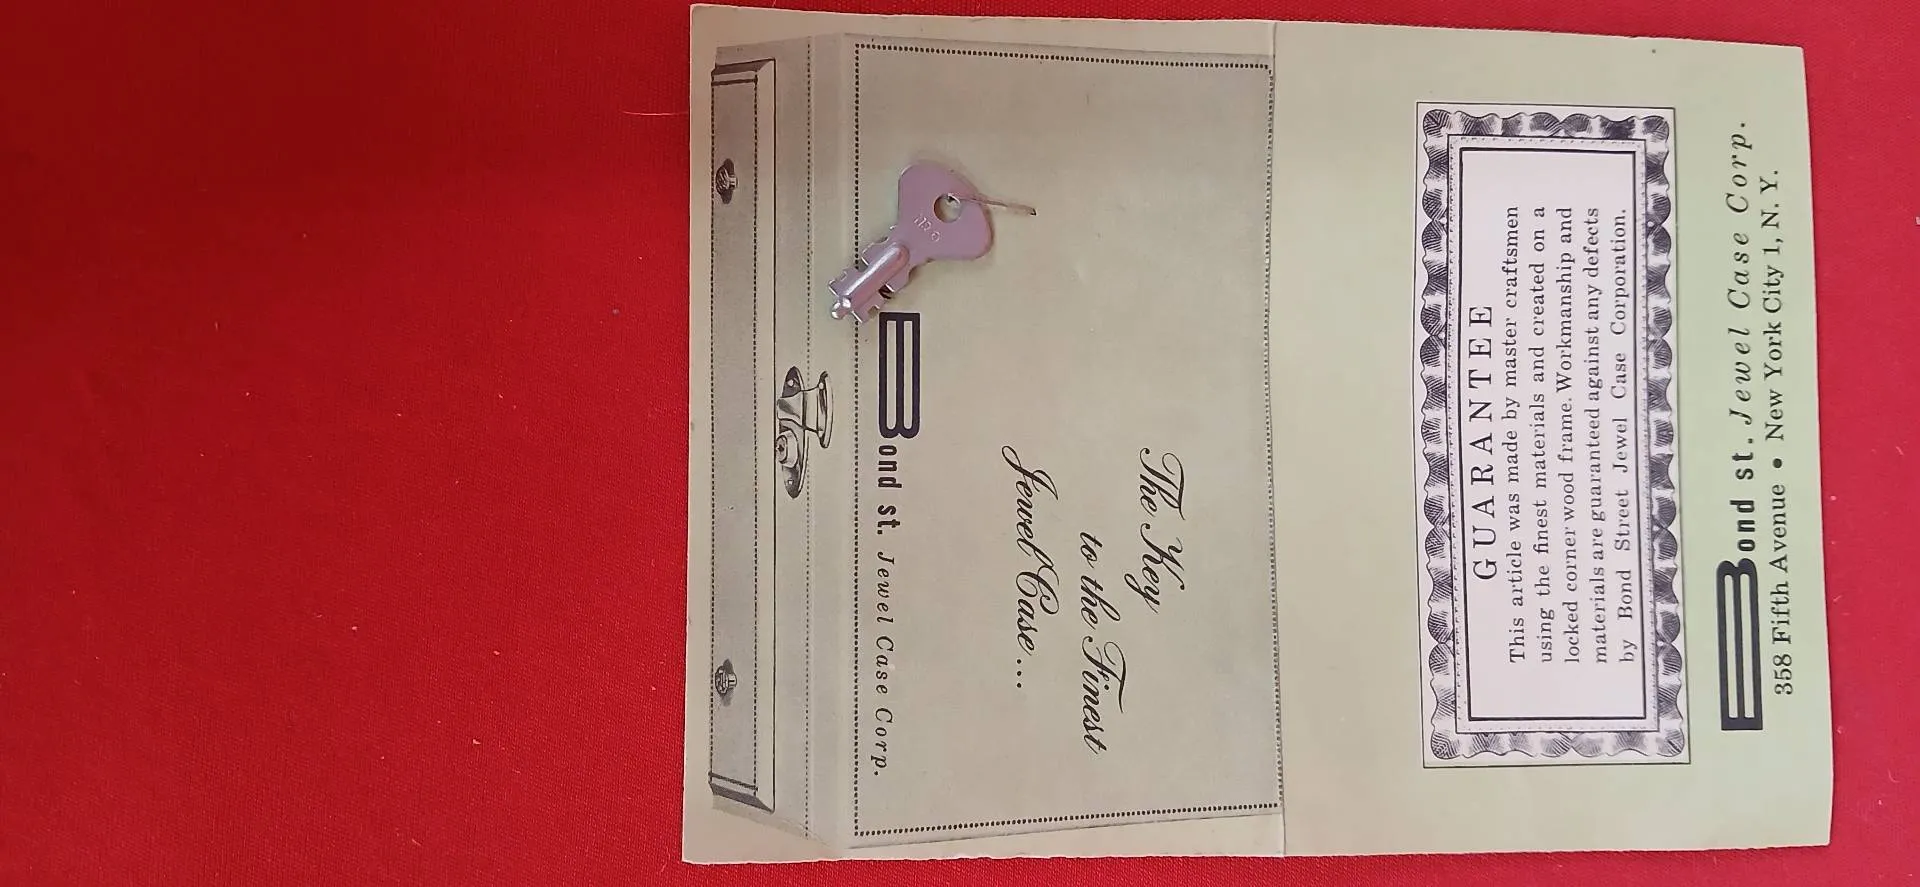 The Key
to the Finest
Jewel Case...
Bond st. Jewel Case Corp.
GUARANTEE
This article was made by master craftsmen
using the finest materials and created on a
locked corner wood frame. Workmanship and
materials are guaranteed against any defects
by Bond Street Jewel Case Corporation.
Bond st. Jewel Case Corp.
358 Fifth Avenue • New York City 1, N. Y.